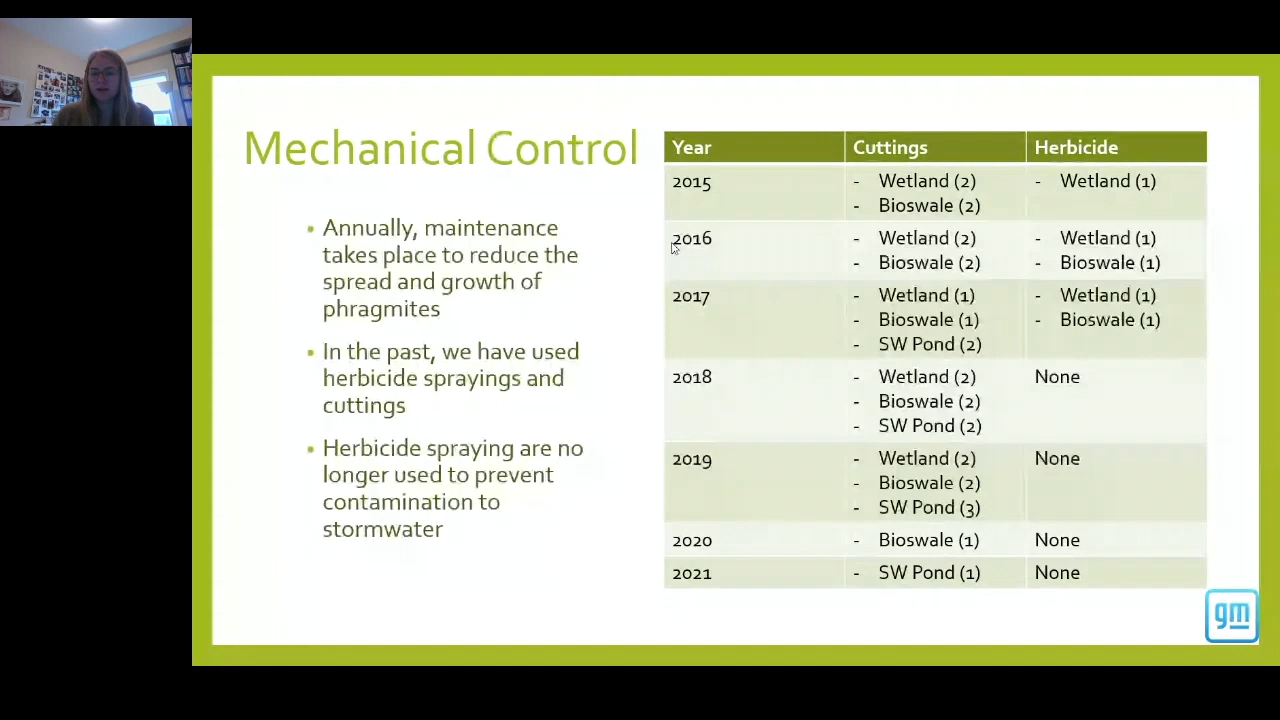 Mechanical Control
• Annually, maintenance
takes place to reduce the
spread and growth of
phragmites
• In the past, we have used
herbicide sprayings and
cuttings
• Herbicide spraying are no
longer used to prevent
contamination to
stormwater
Year Cuttings Herbicide
2015 - Wetland (2) - Wetland (1)
- Bioswale (2)
2016 - Wetland (2) - Wetland (1)
- Bioswale (2) - Bioswale (1)
2017 - Wetland (1) - Wetland (1)
- Bioswale (1) - Bioswale (1)
- SW Pond (2)
2018 - Wetland (2) None
- Bioswale (2)
- SW Pond (2)
2019 - Wetland (2) None
- Bioswale (2)
- SW Pond (3)
2020 - Bioswale (1) None
2021 - SW Pond (1) None
gm